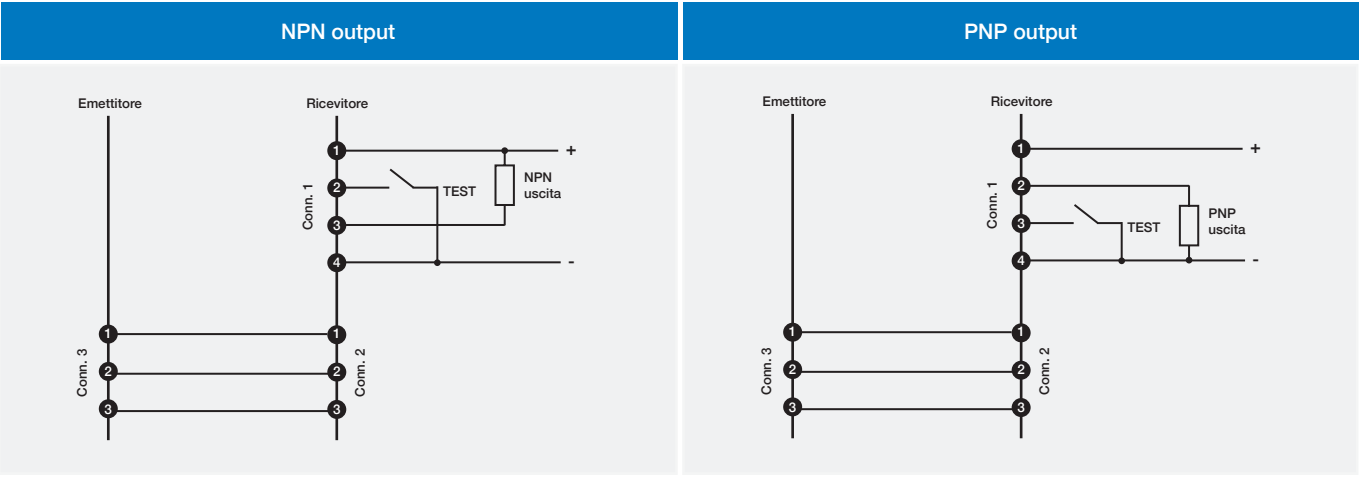 NPN output
Emettitore
Ricevitore
1
+
Conn. 1
2
TEST
NPN
uscita
3
4
-
1
1
Conn. 3
2
2
Conn. 2
3
3
PNP output
Emettitore
Ricevitore
1
+
Conn. 1
2
PNP
uscita
3
TEST
4
-
1
1
Conn. 3
2
2
Conn. 2
3
3